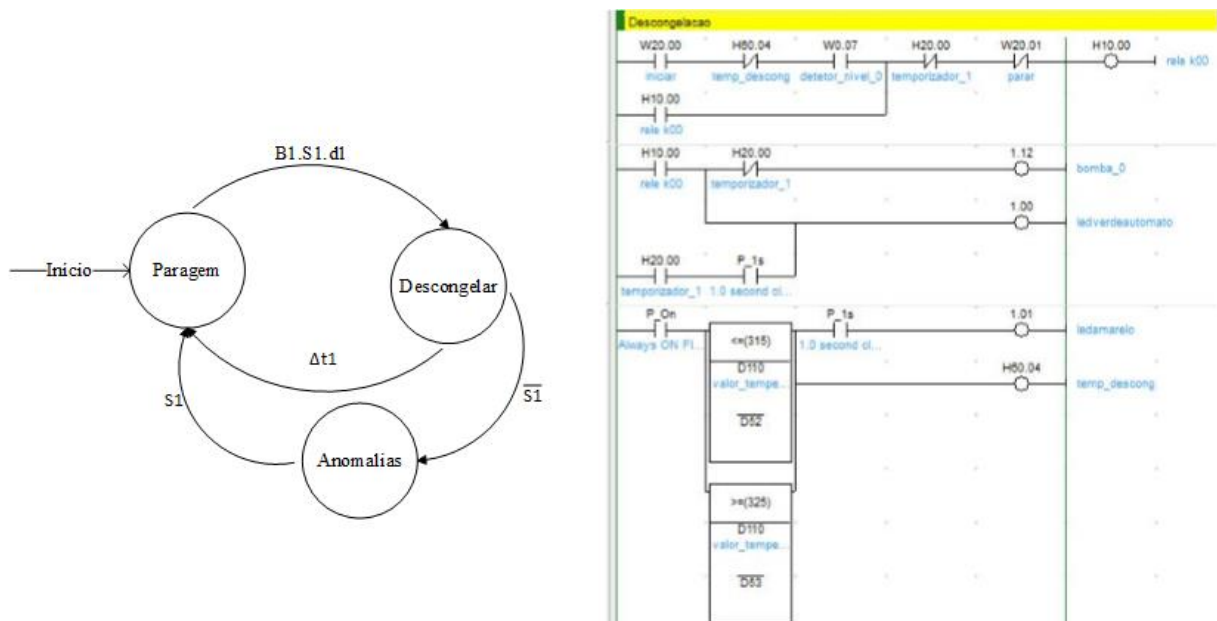 B1.S1.d1
Inicio
Paragem
Descongelar
Δt1
S1
S1
Anomalias
Descongelacao
W20.00 H60.04 W0.07 H20.00 W20.01 H10.00
iniciar temp_descong detetor_nivel_0 temporizador_1 parar rele k00
H10.00
rele k00
H10.00 H20.00 1.12
rele k00 temporizador_1 bomba_0
1.00
ledverdeautomato
H20.00 P_1s
temporizador_1 1.0 second cl...
P_On P_1s 1.01
Always ON Fl... <=(315) 1.0 second cl... ledamarelo
D110 H60.04
valor_tempe... temp_descong
D52
>=(325)
D110
valor_tempe...
D53